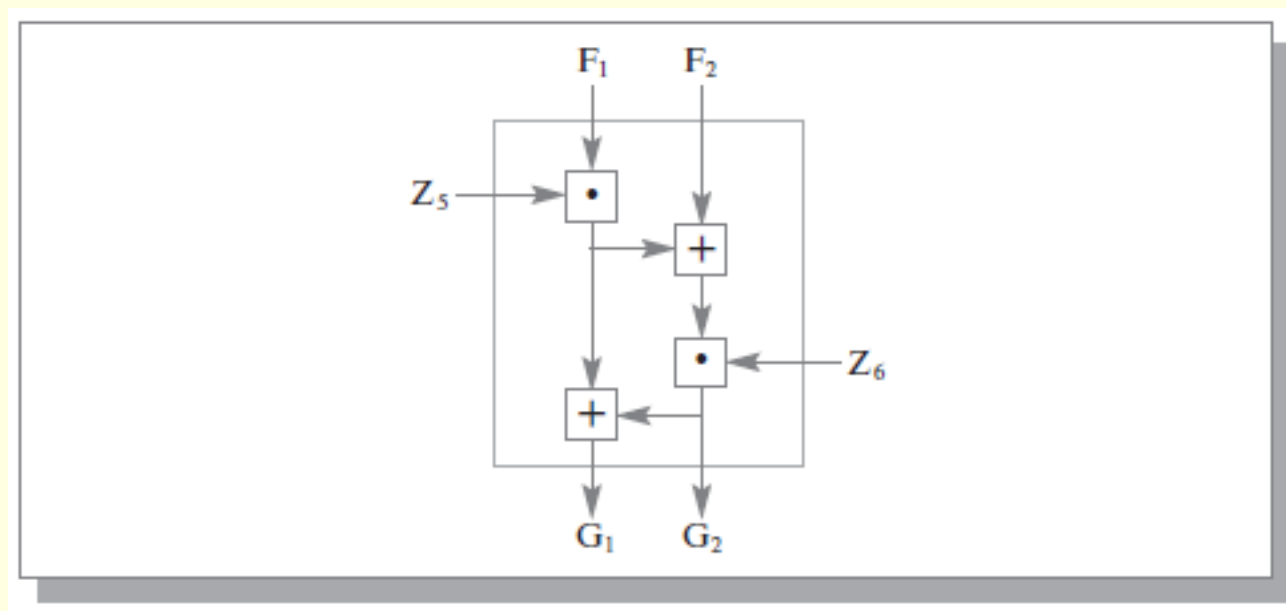 F₁ F₂
Z₅ •
+
• Z₆
+
G₁ G₂